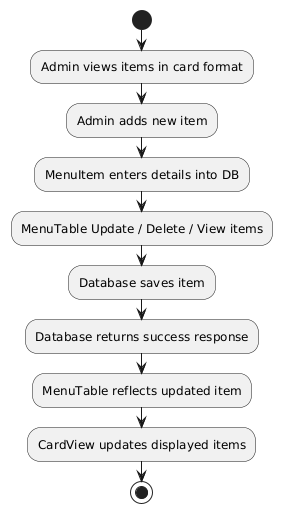 Admin views items in card format
Admin adds new item
MenuItem enters details into DB
MenuTable Update / Delete / View items
Database saves item
Database returns success response
MenuTable reflects updated item
CardView updates displayed items